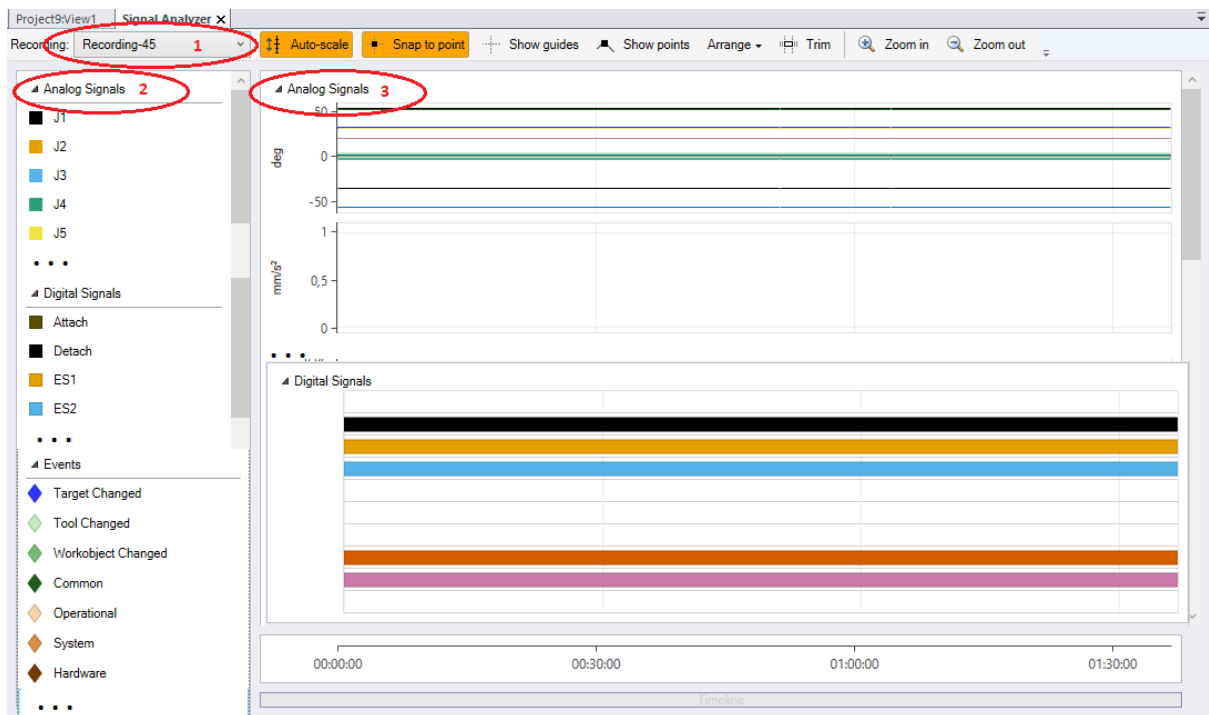 Project9:View1 Signal Analyzer X
Recording: Recording-45 1 Auto-scale Snap to point Show guides Show points Arrange Trim Zoom in Zoom out
Analog Signals 2
J1
J2
J3
J4
J5
• • •
Digital Signals
Attach
Detach
ES1
ES2
• • •
Events
Target Changed
Tool Changed
Workobject Changed
Common
Operational
System
Hardware
• • •
Analog Signals 3
50
deg
0
-50
1
mm/s²
0,5
0
• • •
Digital Signals
00:00:00 00:30:00 01:00:00 01:30:00
Timeline